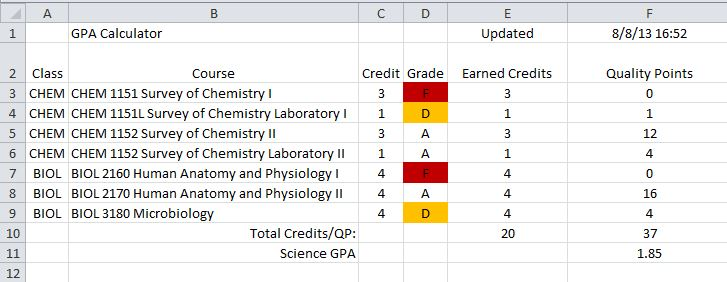 A B C D E F
1 GPA Calculator Updated 8/8/13 16:52
2 Class Course Credit Grade Earned Credits Quality Points
3 CHEM CHEM 1151 Survey of Chemistry I 3 F 3 0
4 CHEM CHEM 1151L Survey of Chemistry Laboratory I 1 D 1 1
5 CHEM CHEM 1152 Survey of Chemistry II 3 A 3 12
6 CHEM CHEM 1152 Survey of Chemistry Laboratory II 1 A 1 4
7 BIOL BIOL 2160 Human Anatomy and Physiology I 4 F 4 0
8 BIOL BIOL 2170 Human Anatomy and Physiology II 4 A 4 16
9 BIOL BIOL 3180 Microbiology 4 D 4 4
10 Total Credits/QP: 20 37
11 Science GPA 1.85
12